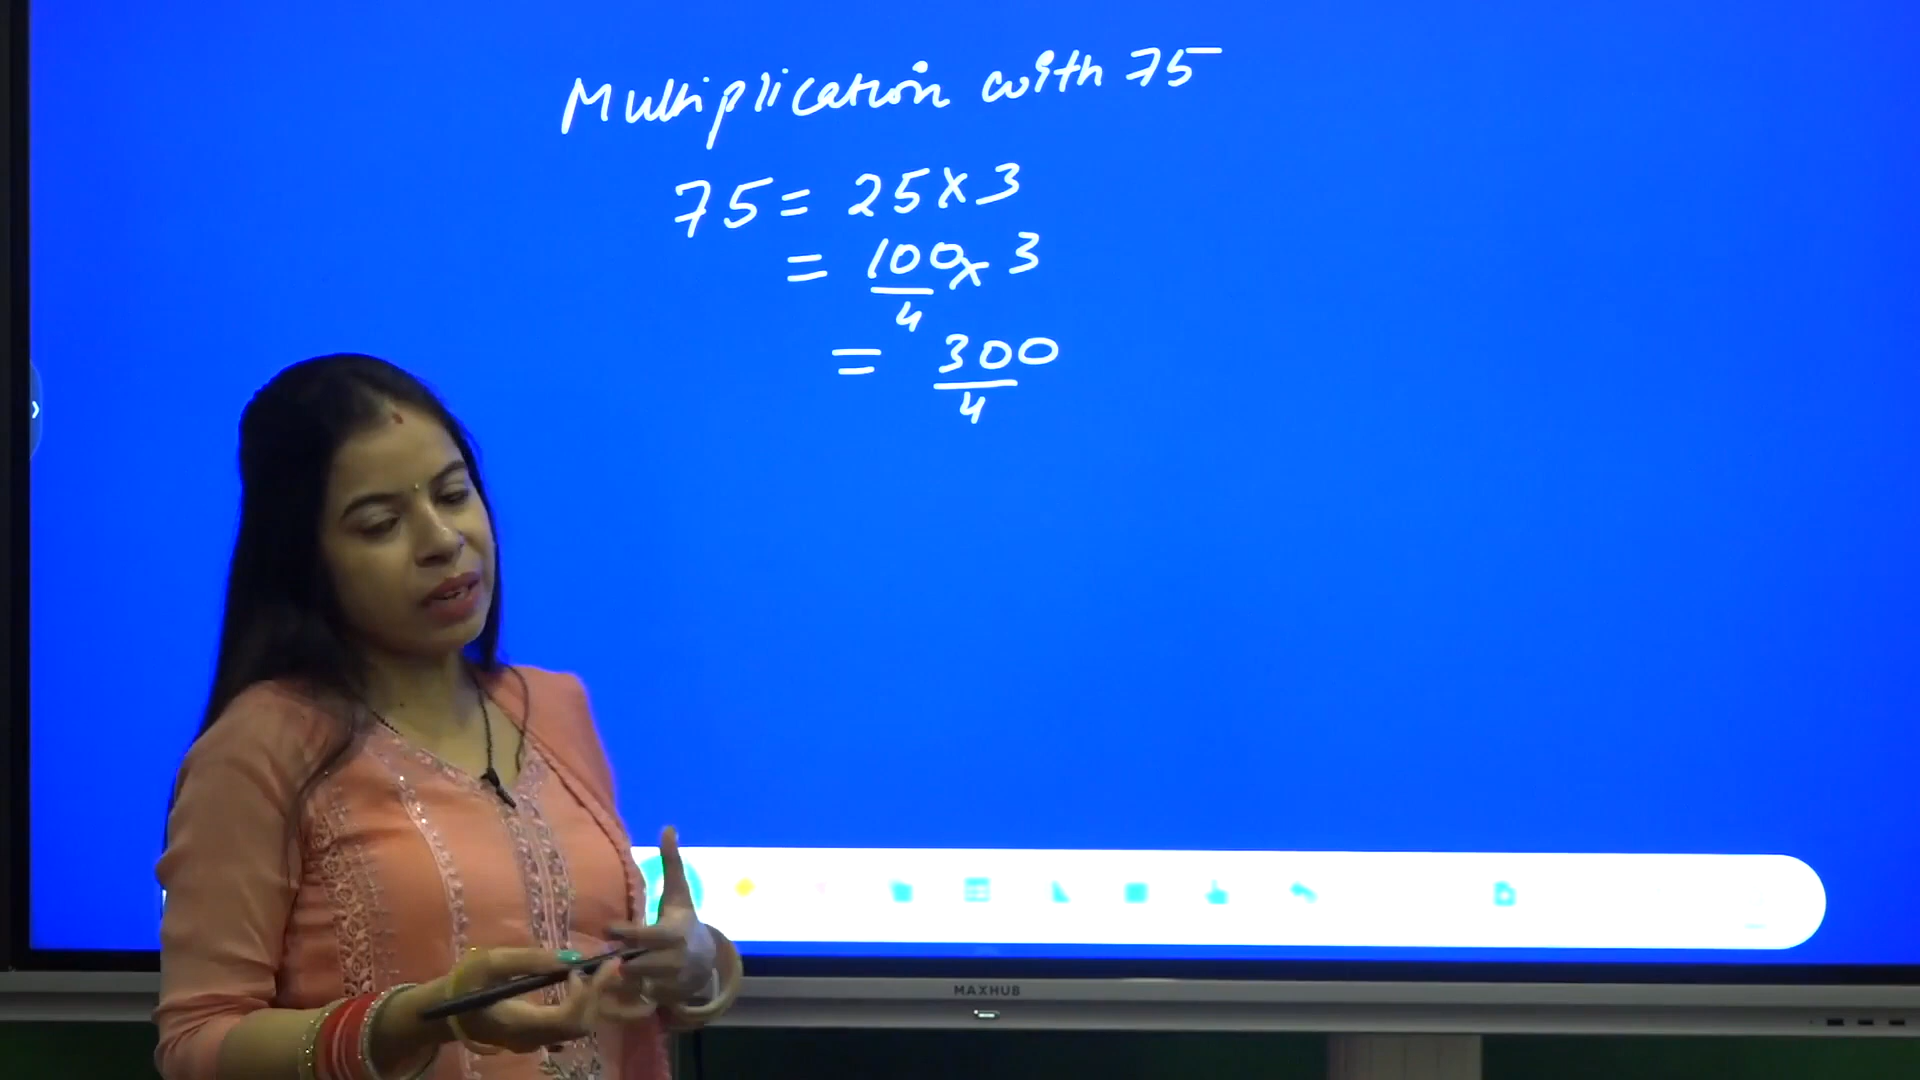 Multiplication with 75
75 = 25 x 3
= 100/4 x 3
= 300/4
MAXHUB